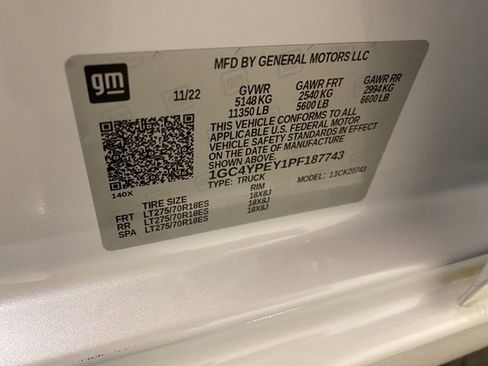 gm
MFD BY GENERAL MOTORS LLC
11/22 GVWR GAWR FRT GAWR RR
5148 KG 2540 KG 2994 KG
11350 LB 5600 LB 6600 LB
THIS VEHICLE CONFORMS TO ALL
APPLICABLE U.S. FEDERAL MOTOR
VEHICLE SAFETY STANDARDS IN EFFECT
ON THE DATE OF MANUFACTURE
SHOWN ABOVE.
1GC4YPEY1PF187743
TYPE: TRUCK MODEL: 13CK20743
140X
TIRE SIZE RIM
FRT LT275/70R18ES 18X8J
RR LT275/70R18ES 18X8J
SPA LT275/70R18ES 18X8J